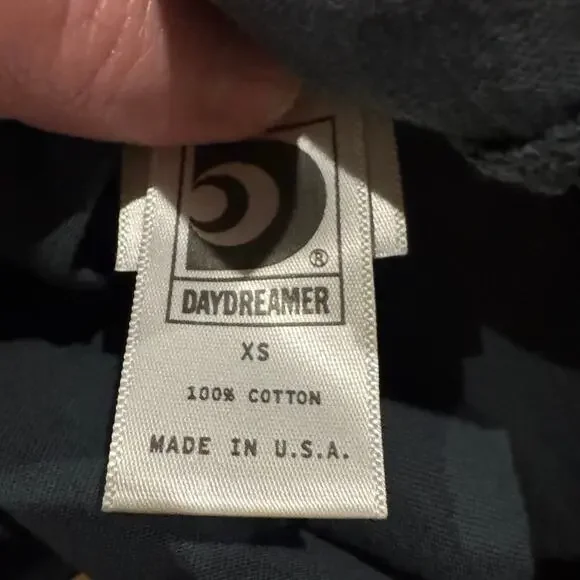 ®
DAYDREAMER
XS
100% COTTON
MADE IN U.S.A.